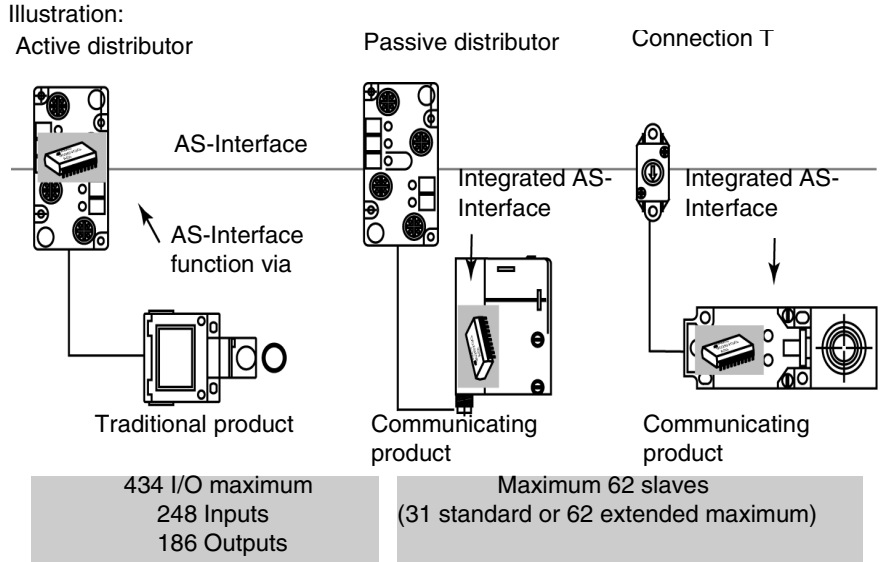 Illustration:
Active distributor
Passive distributor
Connection T
AS-Interface
Integrated AS-
Interface
Integrated AS-
Interface
AS-Interface
function via
Traditional product
Communicating
product
Communicating
product
434 I/O maximum
248 Inputs
186 Outputs
Maximum 62 slaves
(31 standard or 62 extended maximum)